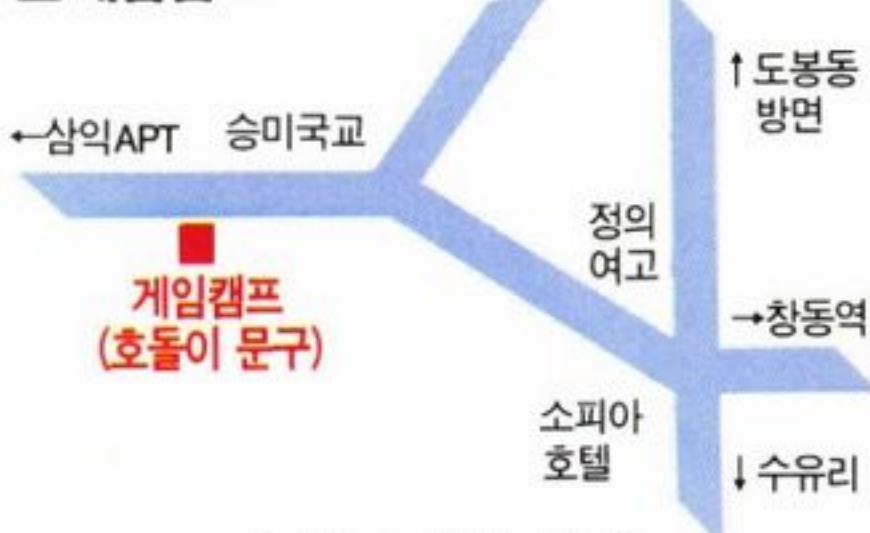 ↑도봉동
방면
←삼익APT 승미국교
정의
여고
게임캠프
(호돌이 문구)
→창동역
소피아
호텔
↓수유리